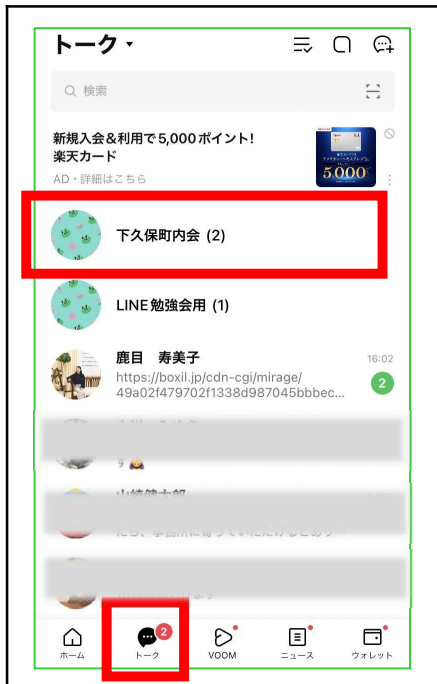 トーク
検索
新規入会&利用で5,000ポイント!
楽天カード
AD・詳細はこちら
5,000
下久保町内会 (2)
LINE勉強会用 (1)
鹿目 寿美子
16:02
https://boxil.jp/cdn-cgi/mirage/
49a02f479702f1338d987045bbbec...
2
2
ホーム
トーク
VOOM
ニュース
ウォレット